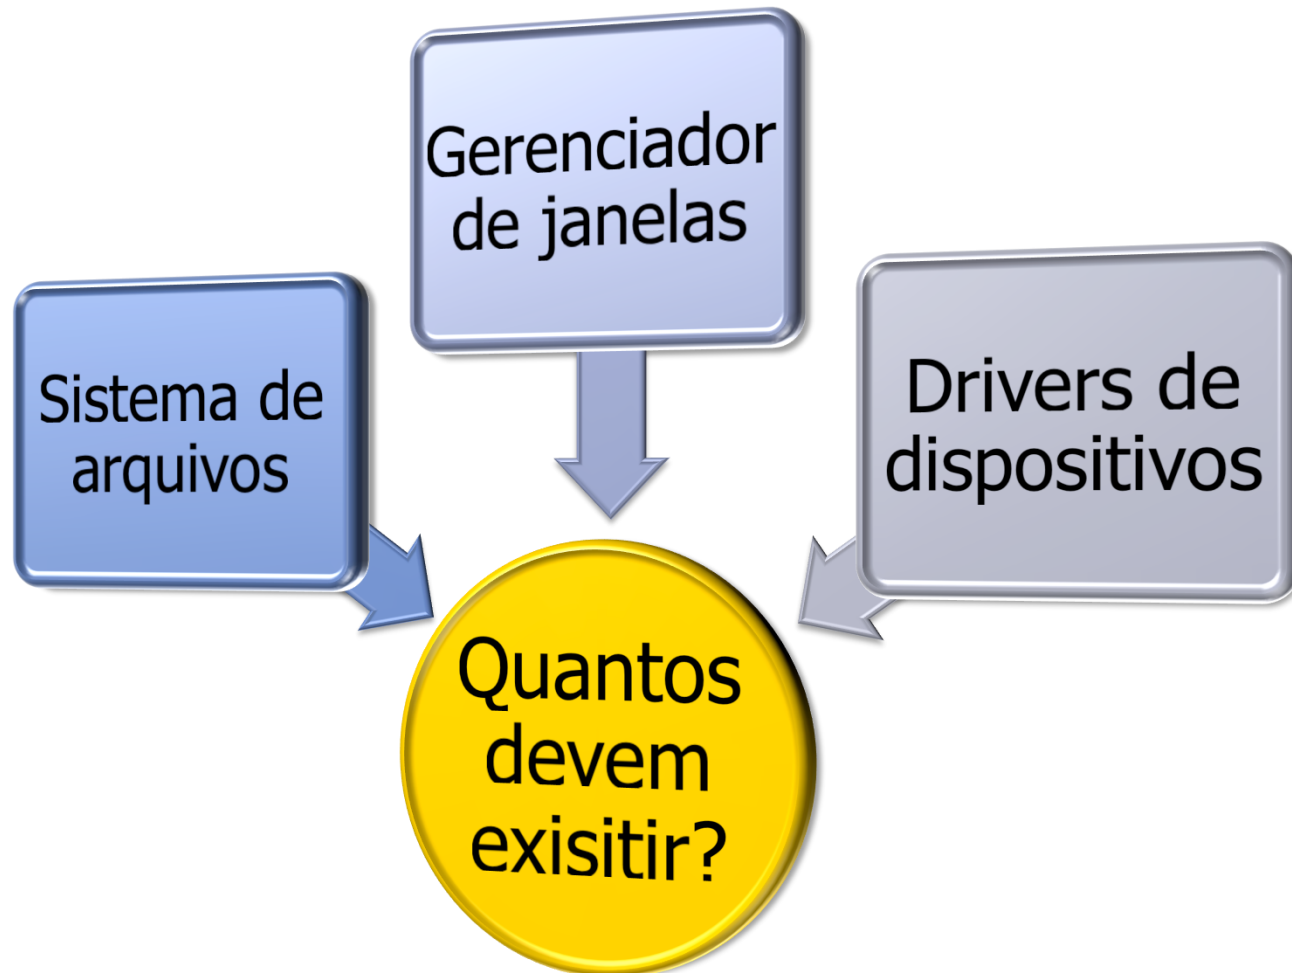 Gerenciador
de janelas
Sistema de
arquivos
Drivers de
dispositivos
Quantos
devem
exisitir?